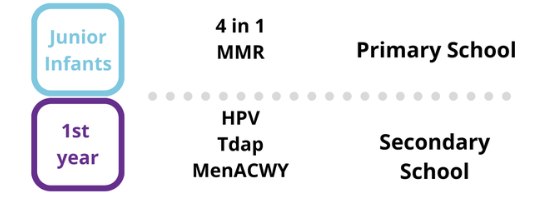 Junior
Infants
4 in 1
MMR
Primary School
1st
year
HPV
Tdap
MenACWY
Secondary
School